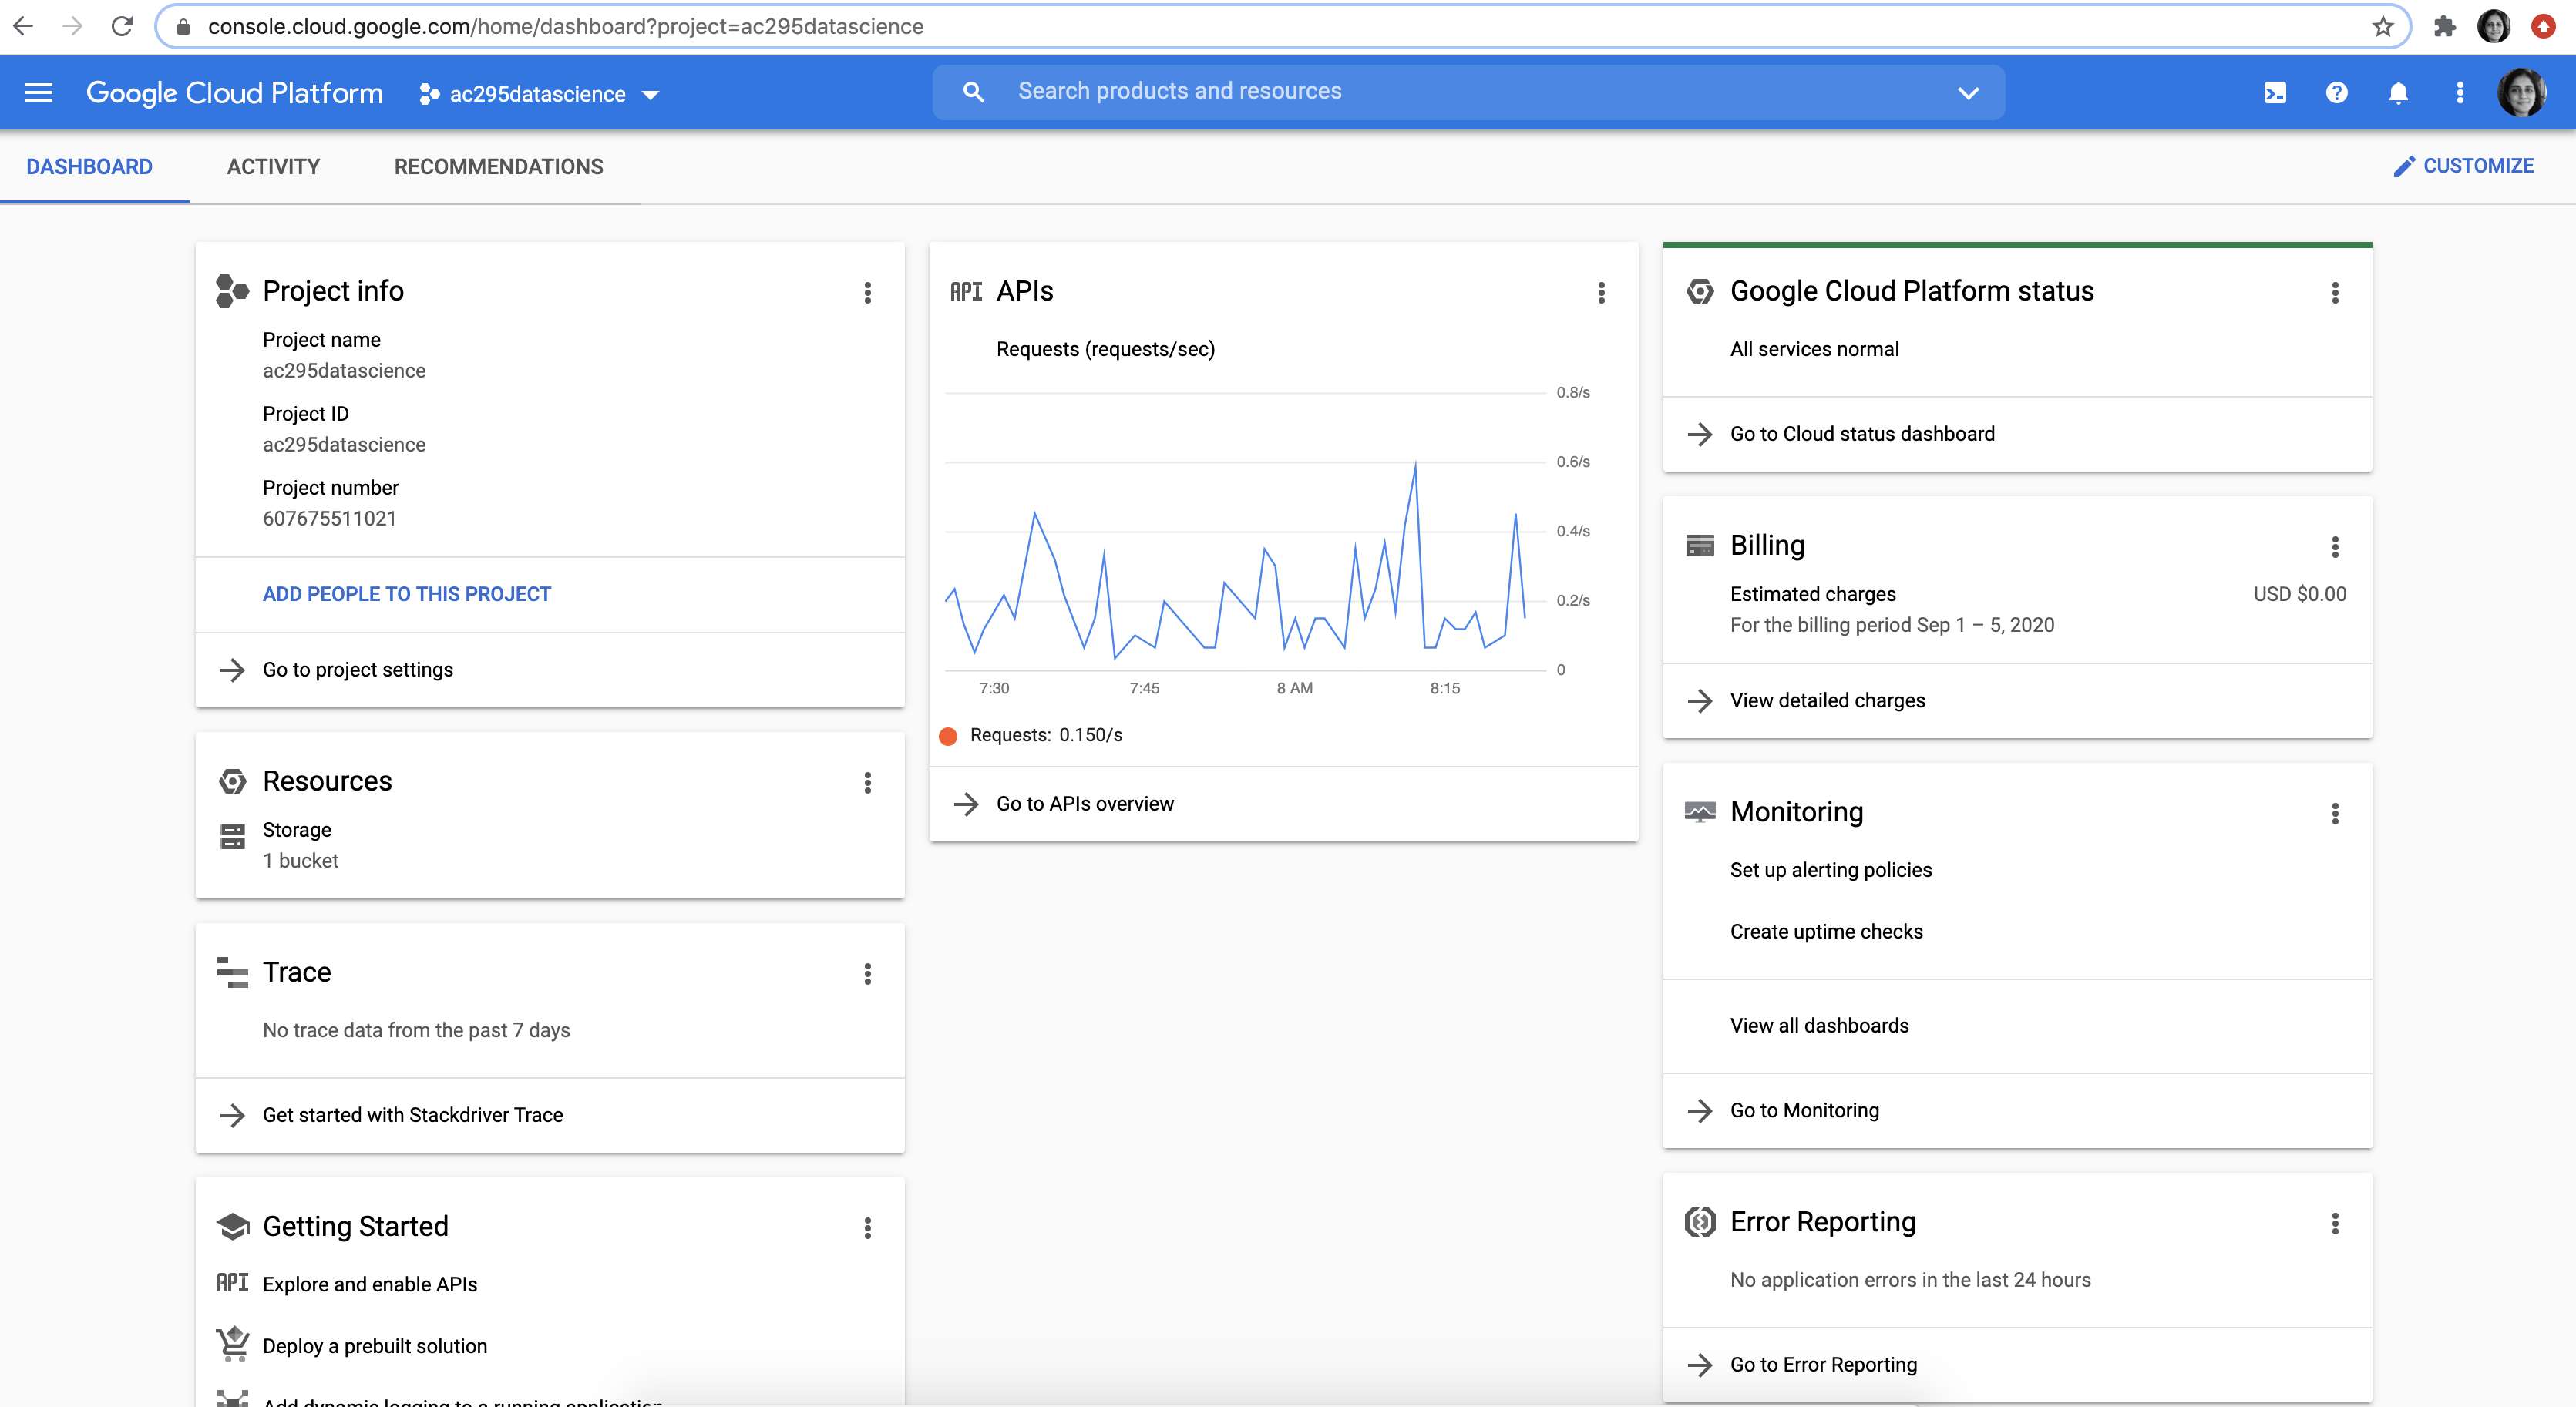 console.cloud.google.com/home/dashboard?project=ac295datascience
Google Cloud Platform
ac295datascience
Search products and resources
DASHBOARD
ACTIVITY
RECOMMENDATIONS
CUSTOMIZE
Project info
Project name
ac295datascience
Project ID
ac295datascience
Project number
607675511021
ADD PEOPLE TO THIS PROJECT
Go to project settings
Resources
Storage
1 bucket
Trace
No trace data from the past 7 days
Get started with Stackdriver Trace
Getting Started
API Explore and enable APIs
Deploy a prebuilt solution
Add dynamic logging to a running application
API APIs
Requests (requests/sec)
0.8/s
0.6/s
0.4/s
0.2/s
0
7:30 7:45 8 AM 8:15
Requests: 0.150/s
Go to APIs overview
Google Cloud Platform status
All services normal
Go to Cloud status dashboard
Billing
Estimated charges USD $0.00
For the billing period Sep 1 – 5, 2020
View detailed charges
Monitoring
Set up alerting policies
Create uptime checks
View all dashboards
Go to Monitoring
Error Reporting
No application errors in the last 24 hours
Go to Error Reporting